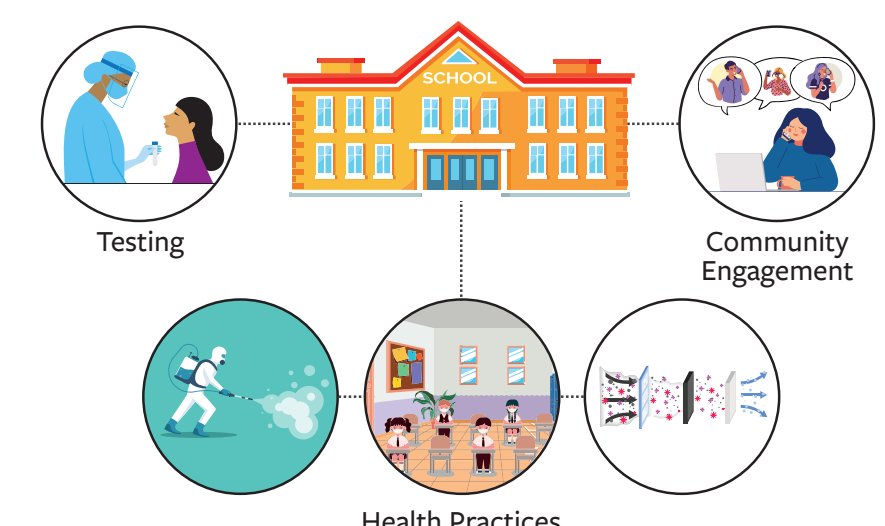 SCHOOL
Testing
Community
Engagement
Health Practices